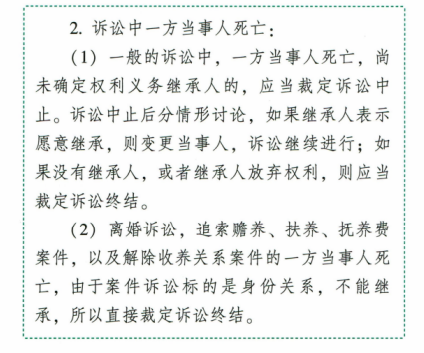 2. 诉讼中一方当事人死亡：
（1）一般的诉讼中，一方当事人死亡，尚
未确定权利义务继承人的，应当裁定诉讼中
止。诉讼中止后分情形讨论，如果继承人表示
愿意继承，则变更当事人，诉讼继续进行；如
果没有继承人，或者继承人放弃权利，则应当
裁定诉讼终结。
（2）离婚诉讼，追索赡养、扶养、抚养费
案件，以及解除收养关系案件的一方当事人死
亡，由于案件诉讼标的是身份关系，不能继
承，所以直接裁定诉讼终结。